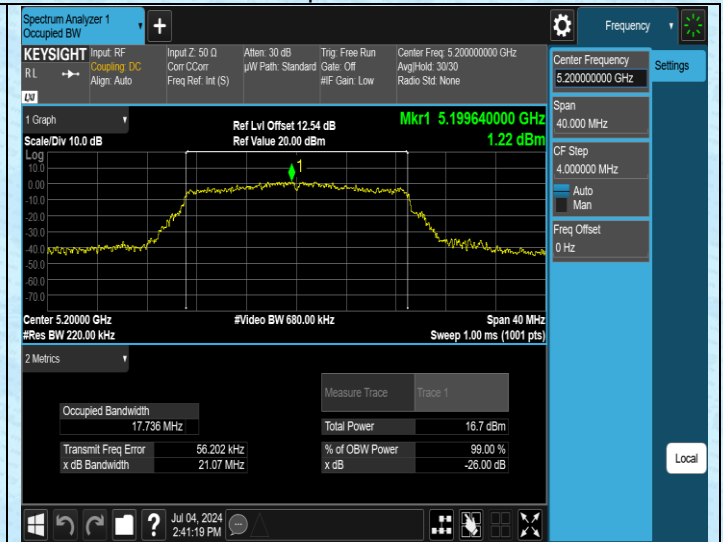 Spectrum Analyzer 1
Occupied BW
Frequency
KEYSIGHT
RL
LXI
Input: RF
Coupling: DC
Align: Auto
Input Z: 50 Ω
Corr CCorr
Freq Ref: Int (S)
Atten: 30 dB
µW Path: Standard
Trig: Free Run
Gate: Off
#IF Gain: Low
Center Freq: 5.200000000 GHz
Avg|Hold: 30/30
Radio Std: None
Center Frequency
5.200000000 GHz
Settings
Span
40.000 MHz
CF Step
4.000000 MHz
Auto
Man
Freq Offset
0 Hz
Local
1 Graph
Scale/Div 10.0 dB
Ref Lvl Offset 12.54 dB
Ref Value 20.00 dBm
Mkr1 5.199640000 GHz
1.22 dBm
Log
10.0
0.00
-10.0
-20.0
-30.0
-40.0
-50.0
-60.0
-70.0
1
Center 5.20000 GHz
#Res BW 220.00 kHz
#Video BW 680.00 kHz
Span 40 MHz
Sweep 1.00 ms (1001 pts)
2 Metrics
Measure Trace
Trace 1
Occupied Bandwidth
17.736 MHz
Total Power
16.7 dBm
Transmit Freq Error
56.202 kHz
% of OBW Power
99.00 %
x dB Bandwidth
21.07 MHz
x dB
-26.00 dB
?
Jul 04, 2024
2:41:19 PM